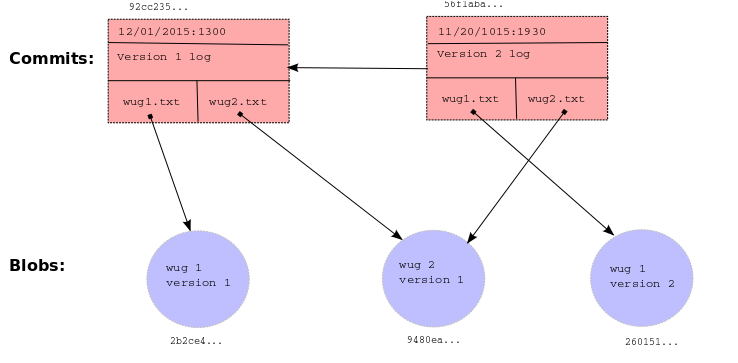 92cc235...
56f1aba...
12/01/2015:1300
11/20/1015:1930
Commits:
Version 1 log
Version 2 log
wug1.txt
wug2.txt
wug1.txt
wug2.txt
Blobs:
wug 1
version 1
wug 2
version 1
wug 1
version 2
2b2ce4...
9480ea...
260151...